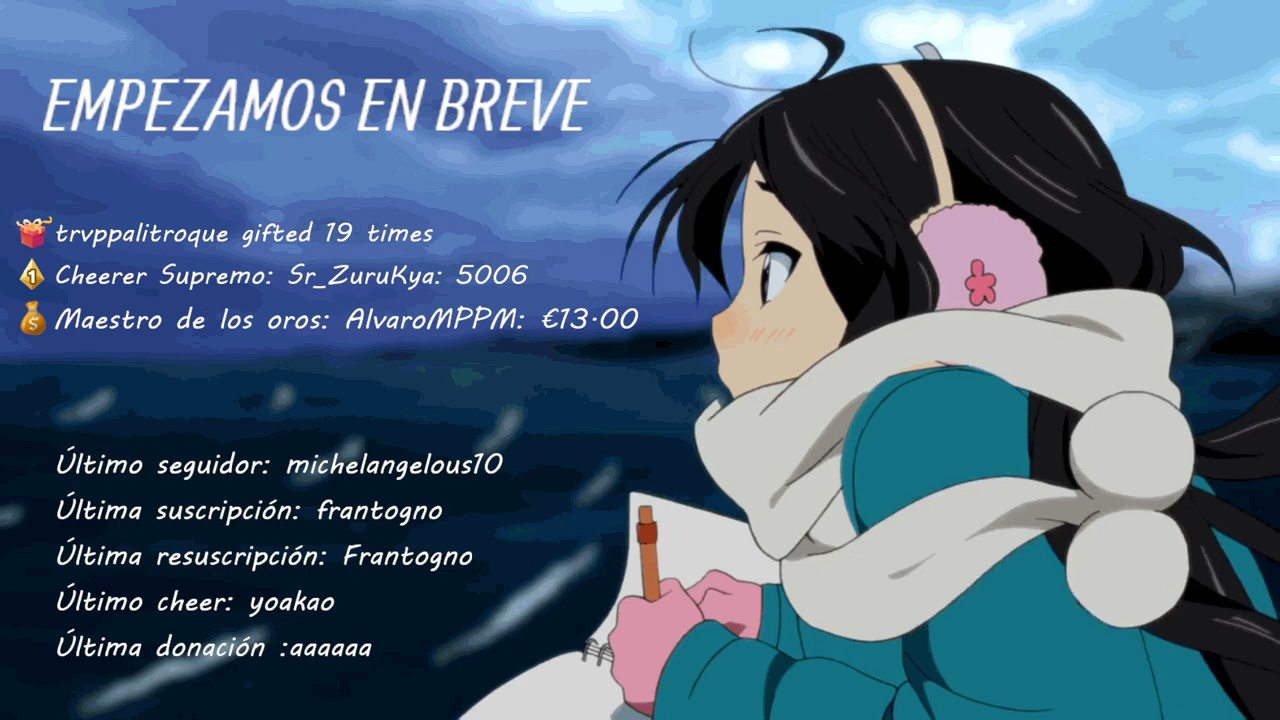 EMPEZAMOS EN BREVE
trvppalitroque gifted 19 times
1
Cheerer Supremo: Sr_ZuruKya: 5006
$
Maestro de los oros: AlvaroMPPM: €13.00
Último seguidor: michelangelous10
Última suscripción: frantogno
Última resuscripción: Frantogno
Último cheer: yoakao
Última donación :aaaaaa